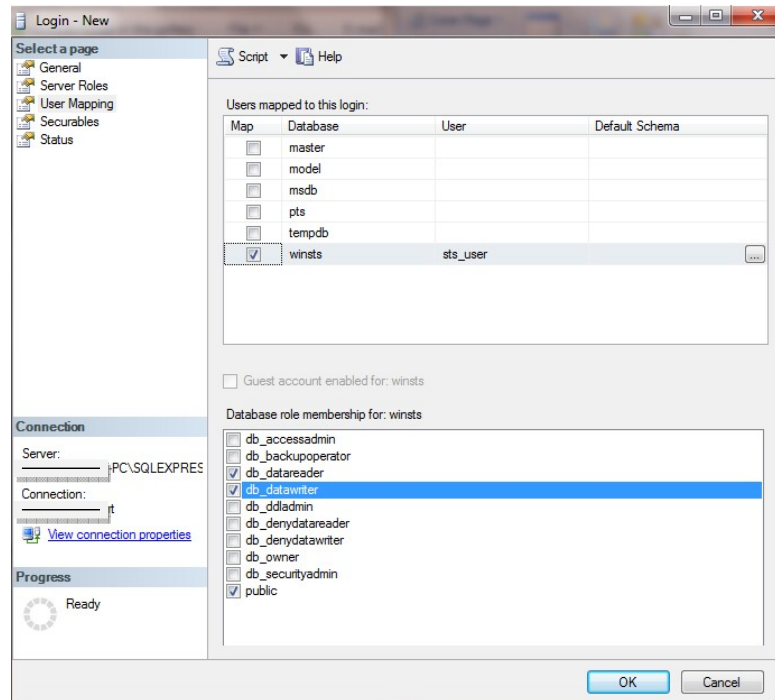 Login - New
Select a page
General
Server Roles
User Mapping
Securables
Status
Script Help
Users mapped to this login:
Map Database User Default Schema
master
model
msdb
pts
tempdb
winsts sts_user ...
Guest account enabled for: winsts
Database role membership for: winsts
db_accessadmin
db_backupoperator
db_datareader
db_datawriter
db_ddladmin
db_denydatareader
db_denydatawriter
db_owner
db_securityadmin
public
Connection
Server:
-PC\SQLEXPRES
Connection:
View connection properties
Progress
Ready
OK Cancel